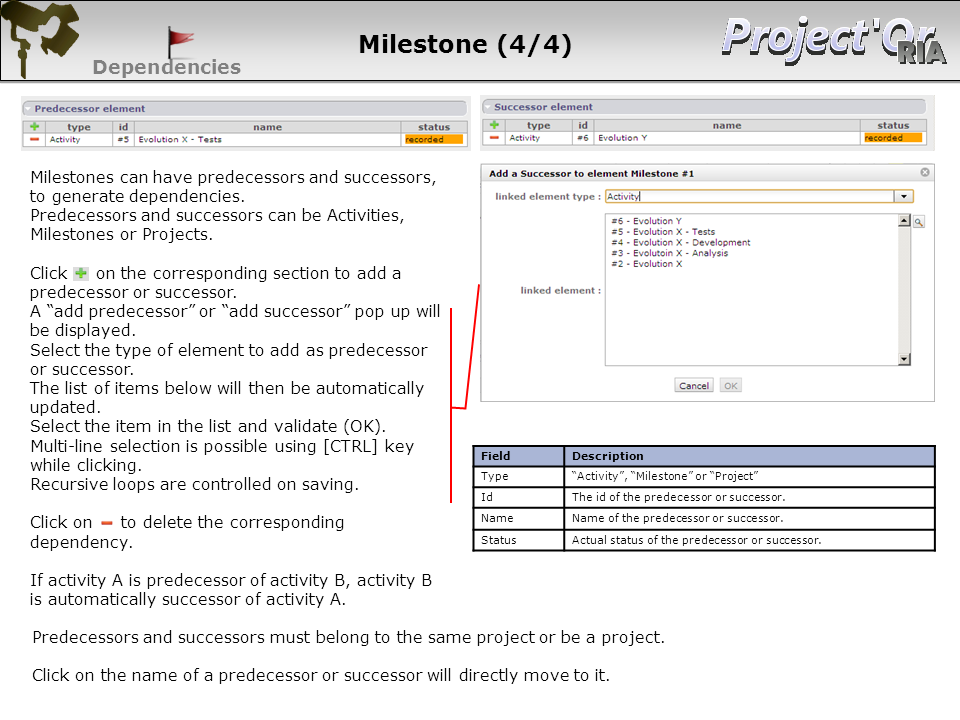 Milestone (4/4)
Project'Or
RIA
Dependencies
Predecessor element
type id name status
Activity #5 Evolution X - Tests recorded
Successor element
type id name status
Activity #6 Evolution Y recorded
Milestones can have predecessors and successors,
to generate dependencies.
Predecessors and successors can be Activities,
Milestones or Projects.
Click on the corresponding section to add a
predecessor or successor.
A “add predecessor” or “add successor” pop up will
be displayed.
Select the type of element to add as predecessor
or successor.
The list of items below will then be automatically
updated.
Select the item in the list and validate (OK).
Multi-line selection is possible using [CTRL] key
while clicking.
Recursive loops are controlled on saving.
Click on to delete the corresponding
dependency.
If activity A is predecessor of activity B, activity B
is automatically successor of activity A.
Predecessors and successors must belong to the same project or be a project.
Click on the name of a predecessor or successor will directly move to it.
Add a Successor to element Milestone #1
linked element type : Activity
#6 - Evolution Y
#5 - Evolution X - Tests
#4 - Evolution X - Development
#3 - Evolutoin X - Analysis
#2 - Evolution X
linked element :
Cancel OK
Field Description
Type “Activity”, “Milestone” or “Project”
Id The id of the predecessor or successor.
Name Name of the predecessor or successor.
Status Actual status of the predecessor or successor.